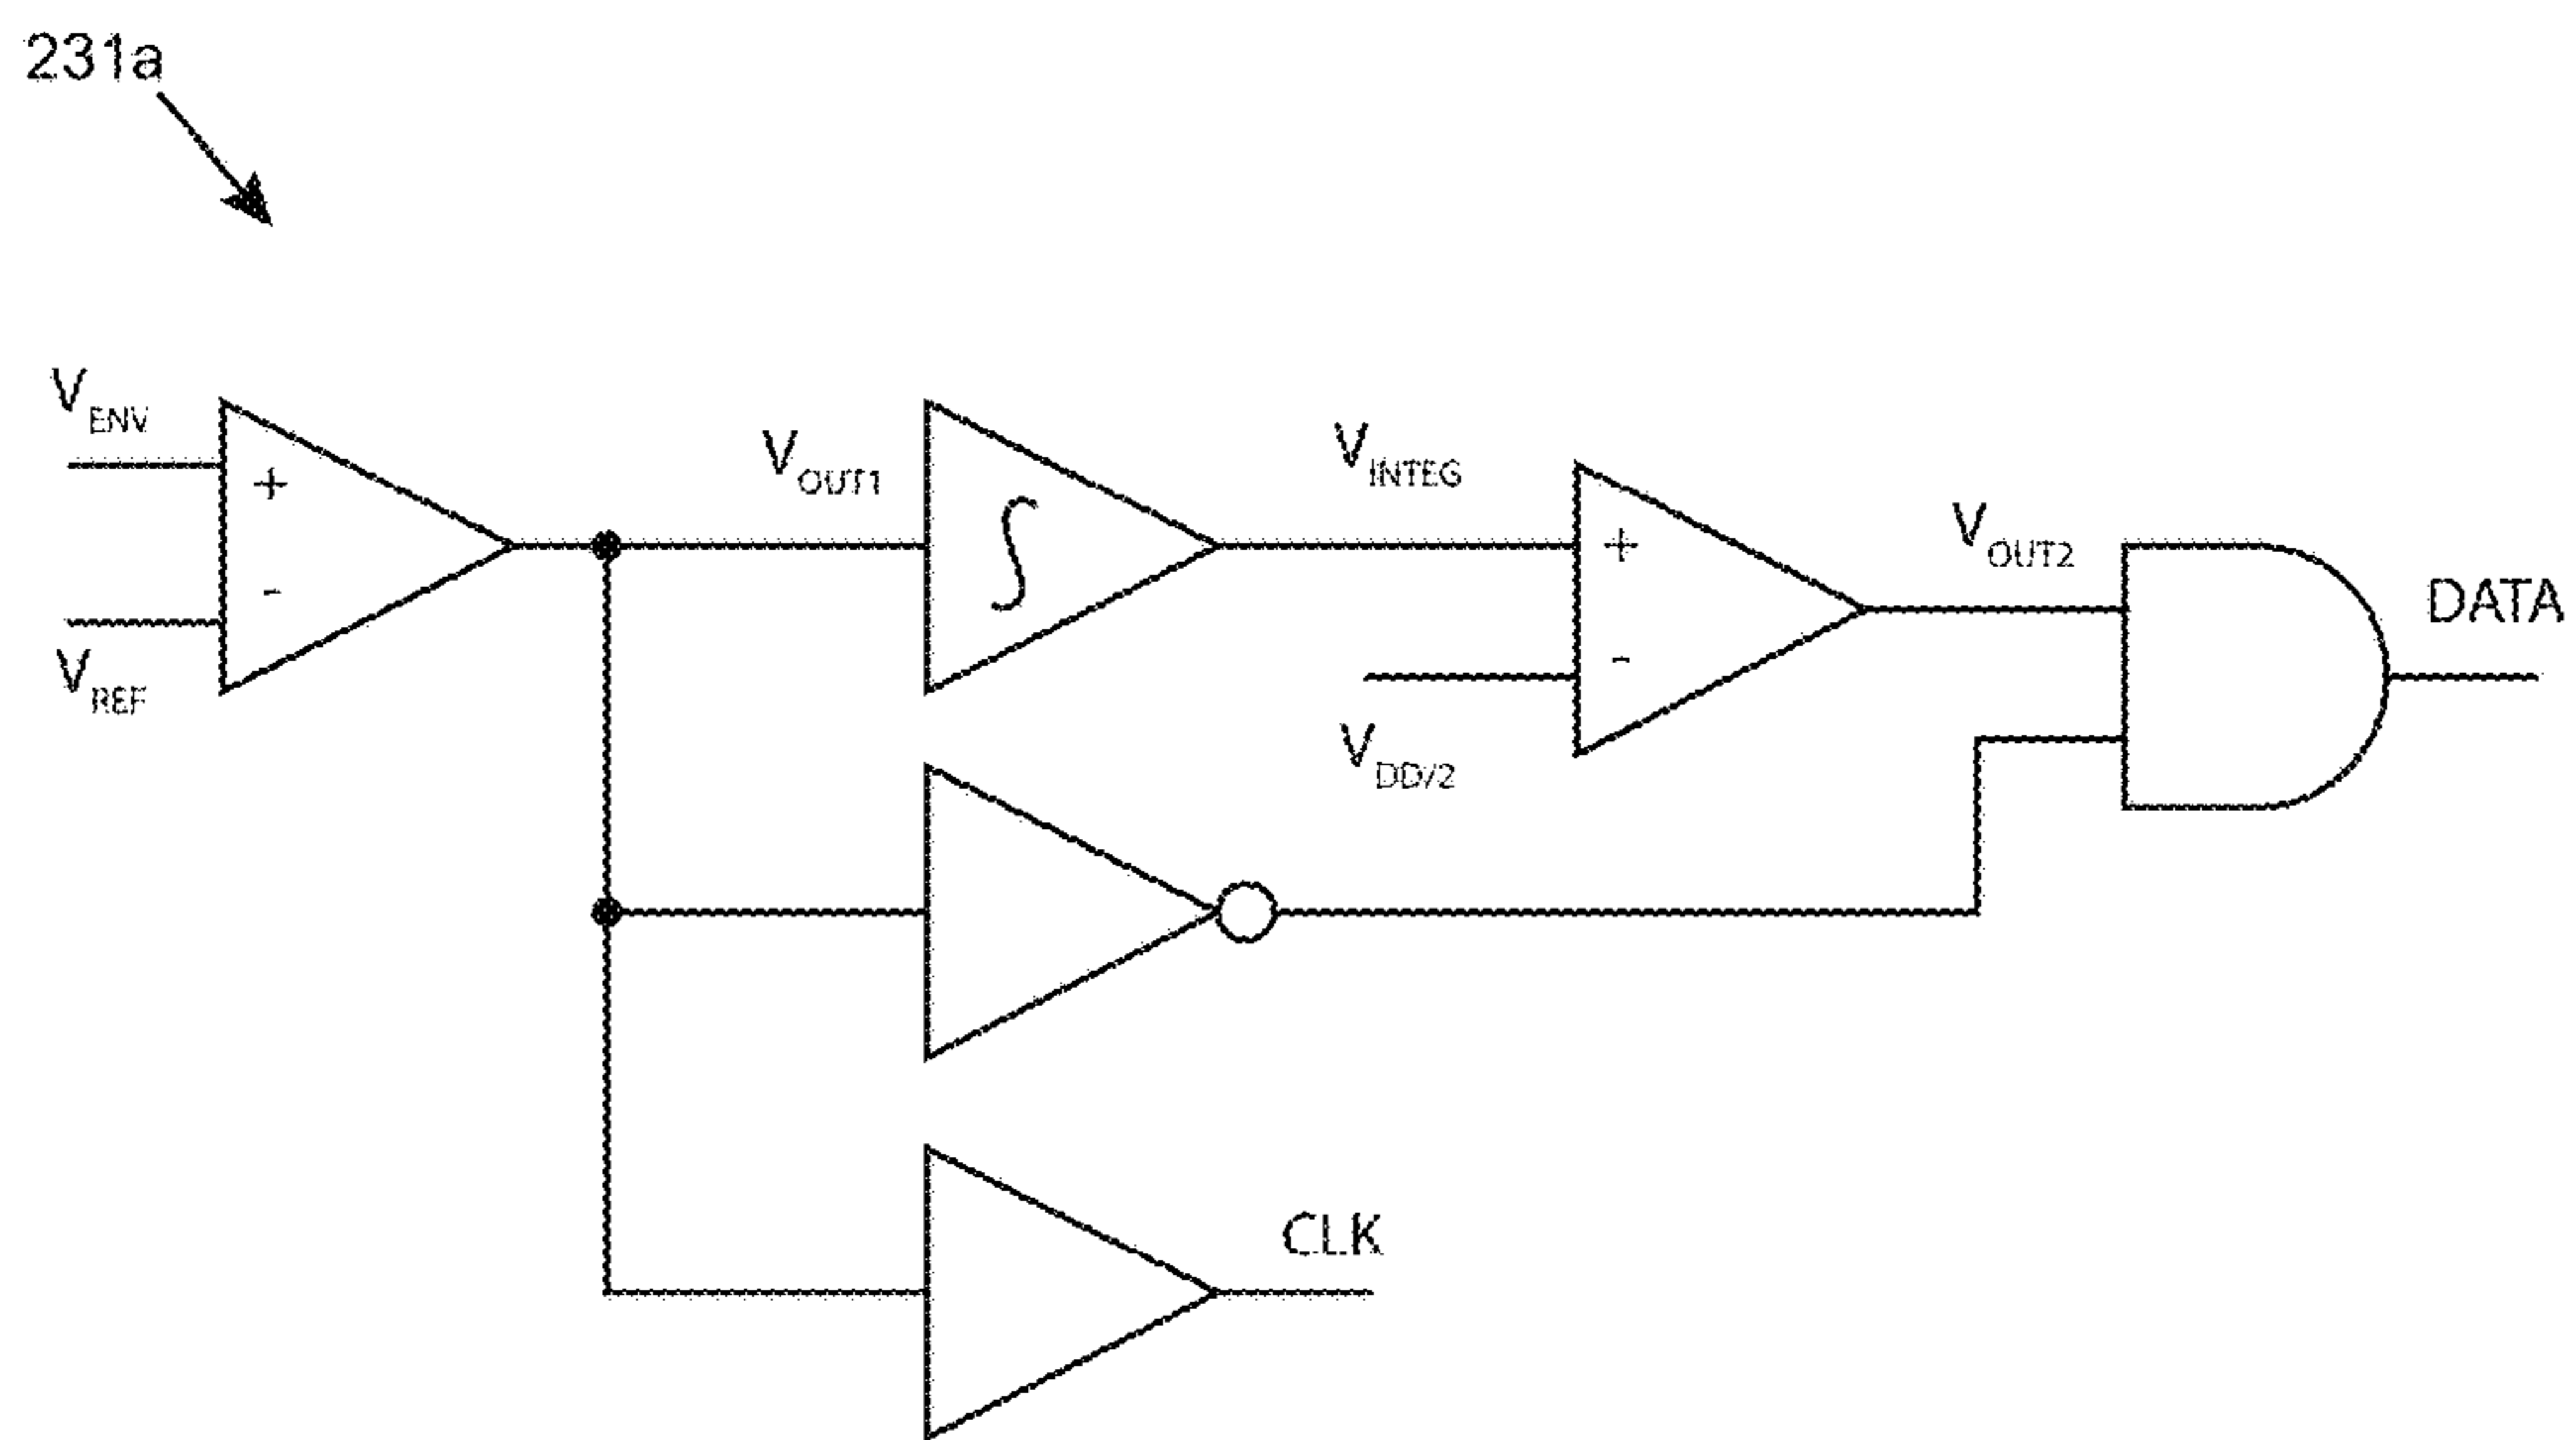 231a
VENV
+
-
VREF
VOUT1
∫
VINTEG
+
-
VDD/2
VOUT2
DATA
CLK